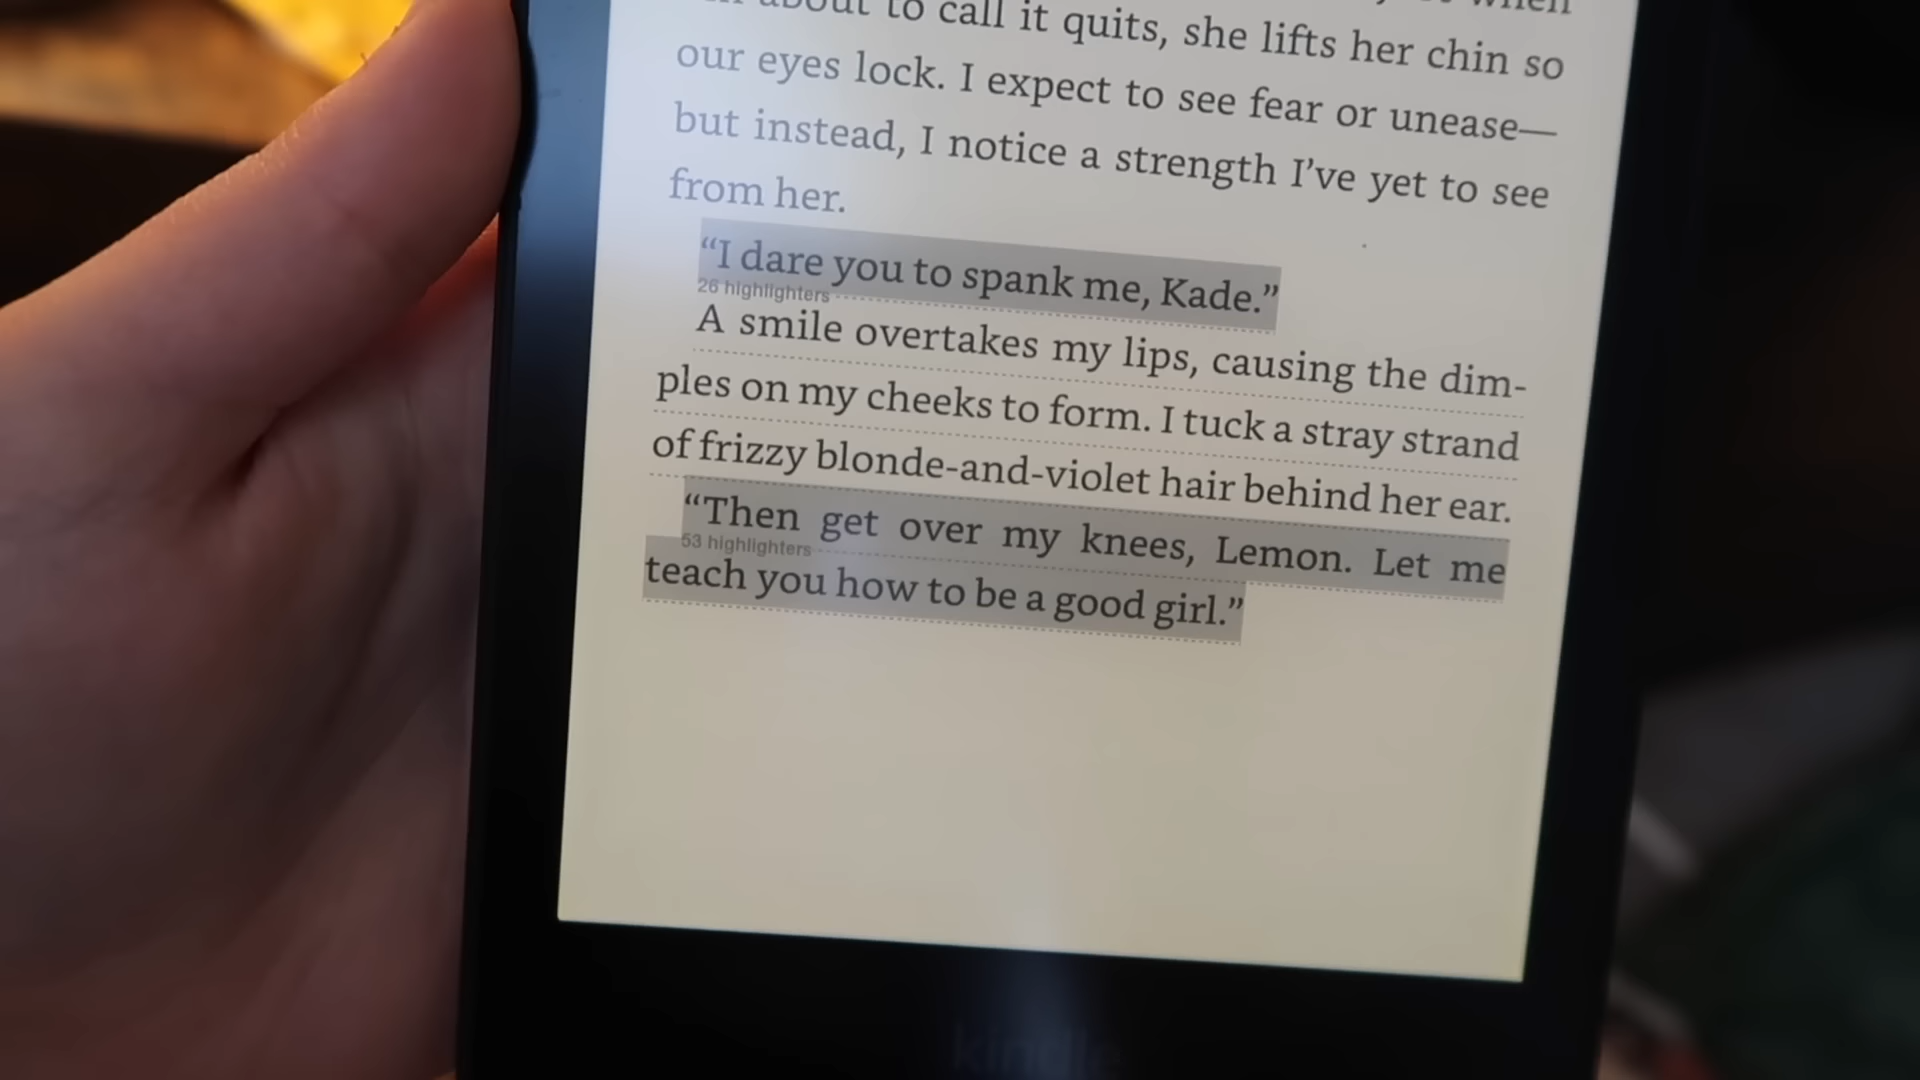 about to call it quits, she lifts her chin so
our eyes lock. I expect to see fear or unease—
but instead, I notice a strength I’ve yet to see
from her.
“I dare you to spank me, Kade.”
26 highlighters
A smile overtakes my lips, causing the dim-
ples on my cheeks to form. I tuck a stray strand
of frizzy blonde-and-violet hair behind her ear.
“Then get over my knees, Lemon. Let me
53 highlighters
teach you how to be a good girl.”
kindle